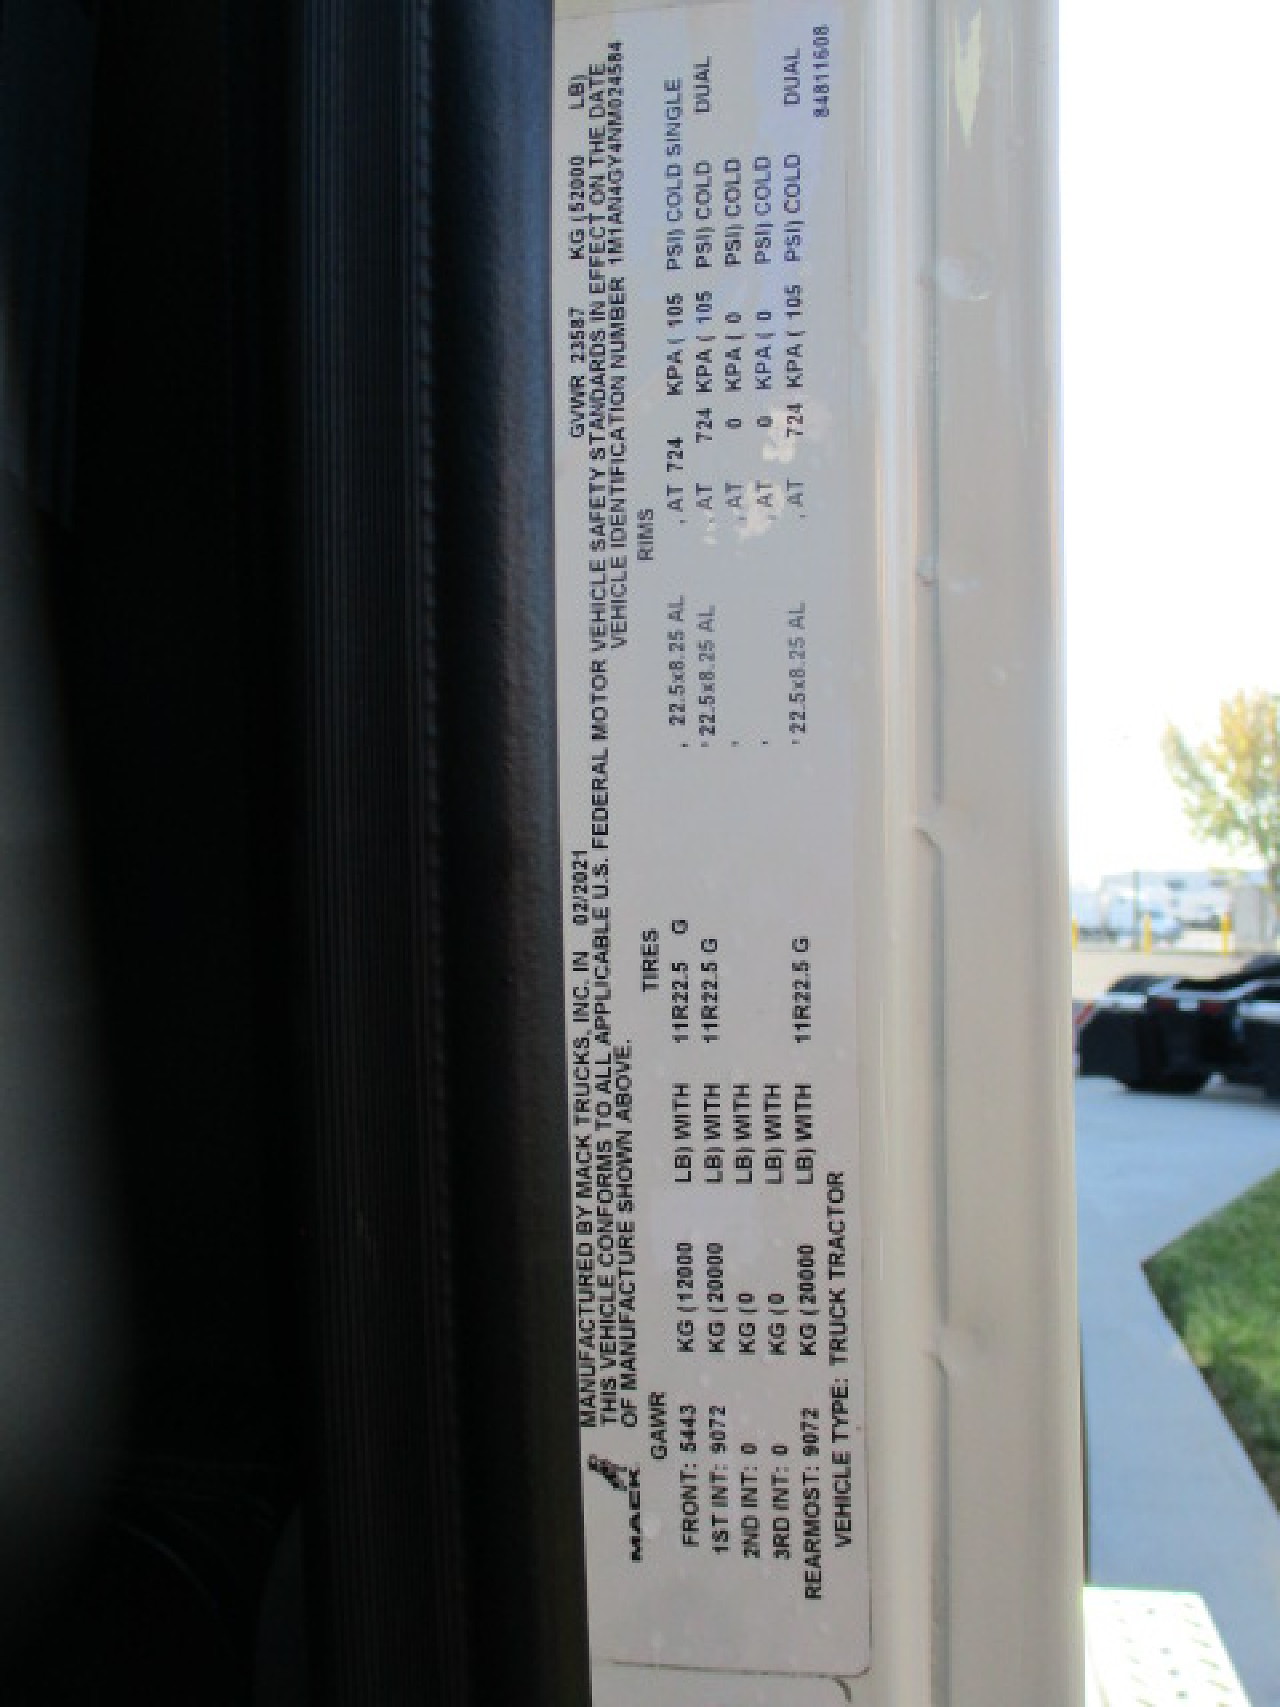 MACK
MANUFACTURED BY MACK TRUCKS, INC. IN 02/2021 GVWR 23587 KG (52000 LB)
THIS VEHICLE CONFORMS TO ALL APPLICABLE U.S. FEDERAL MOTOR VEHICLE SAFETY STANDARDS IN EFFECT ON THE DATE
OF MANUFACTURE SHOWN ABOVE. VEHICLE IDENTIFICATION NUMBER 1M1AN4GY4NM024584
GAWR TIRES RIMS
FRONT: 5443 KG (12000 LB) WITH 11R22.5 G , 22.5x8.25 AL , AT 724 KPA ( 105 PSI) COLD SINGLE
1ST INT: 9072 KG (20000 LB) WITH 11R22.5 G , 22.5x8.25 AL , AT 724 KPA ( 105 PSI) COLD DUAL
2ND INT: 0 KG (0 LB) WITH , , AT 0 KPA ( 0 PSI) COLD
3RD INT: 0 KG (0 LB) WITH , , AT 0 KPA ( 0 PSI) COLD
REARMOST: 9072 KG (20000 LB) WITH 11R22.5 G , 22.5x8.25 AL , AT 724 KPA ( 105 PSI) COLD DUAL
VEHICLE TYPE: TRUCK TRACTOR 84811608